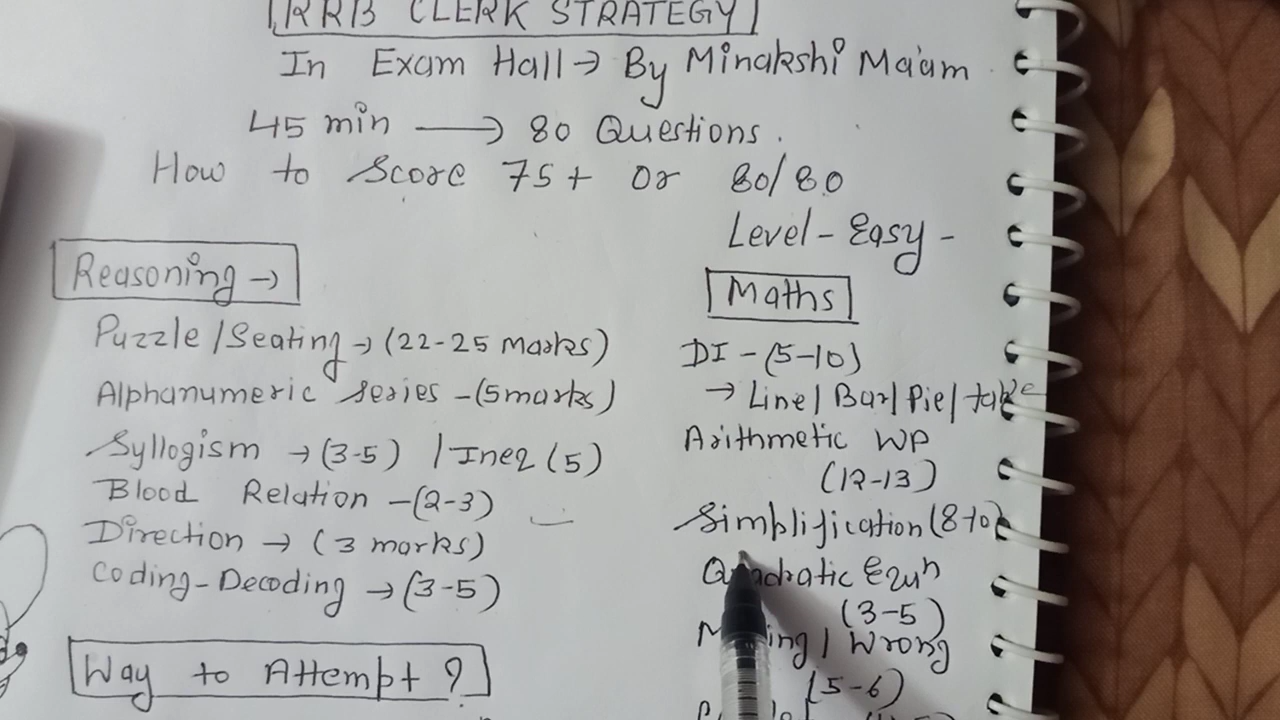 RRB CLERK STRATEGY
In Exam Hall → By Minakshi Ma'am
45 min → 80 Questions.
How to Score 75+ Or 80/80
Level - Easy -
Reasoning →
Puzzle / Seating → (22-25 marks)
Alphanumeric series - (5 marks)
Syllogism → (3-5) / Ineq (5)
Blood Relation - (2-3)
Direction → (3 marks)
Coding-Decoding → (3-5)
Way to Attempt ?
Maths
DI - (5-10)
→ Line / Bar / Pie / table
Arithmetic WP
(12-13)
Simplification (8 to
Quadratic Equn
(3-5)
/ Wrong
(5-6)